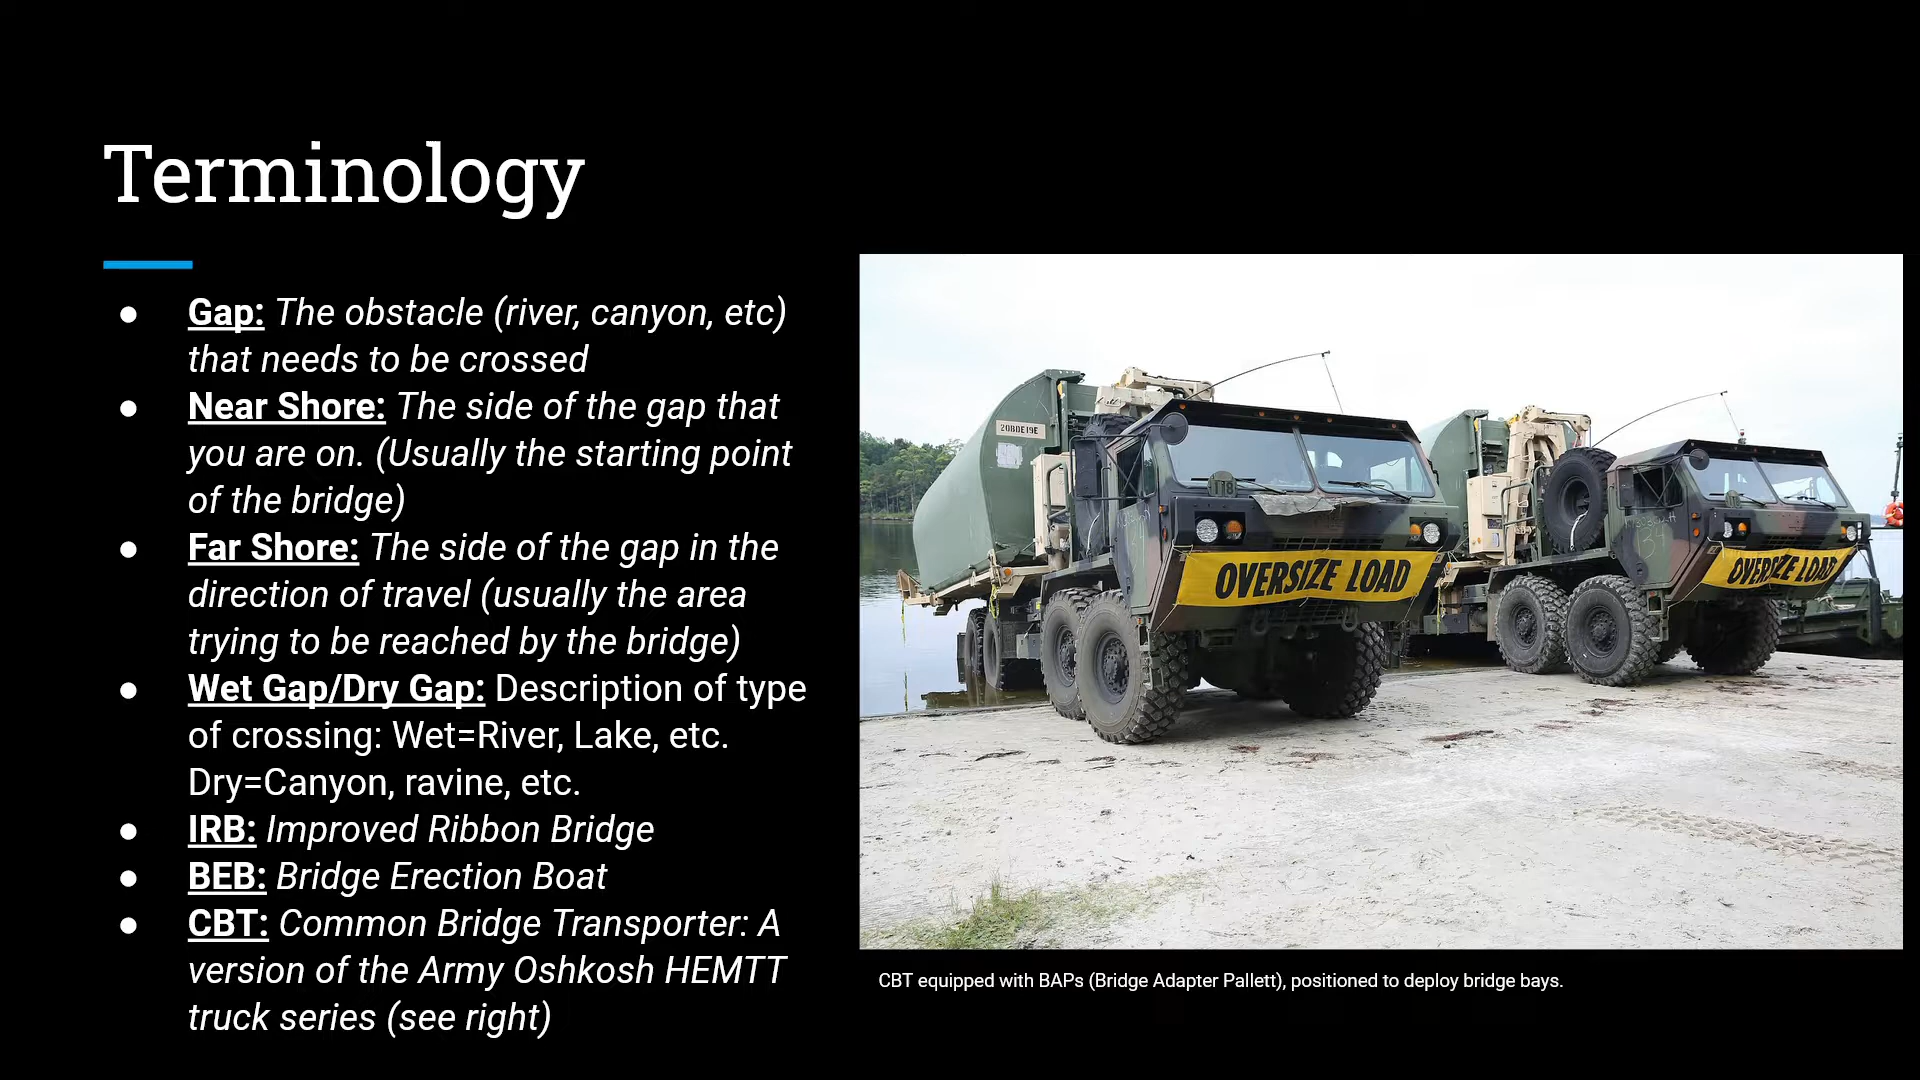 Terminology
● Gap: The obstacle (river, canyon, etc)
that needs to be crossed
● Near Shore: The side of the gap that
you are on. (Usually the starting point
of the bridge)
● Far Shore: The side of the gap in the
direction of travel (usually the area
trying to be reached by the bridge)
● Wet Gap/Dry Gap: Description of type
of crossing: Wet=River, Lake, etc.
Dry=Canyon, ravine, etc.
● IRB: Improved Ribbon Bridge
● BEB: Bridge Erection Boat
● CBT: Common Bridge Transporter: A
version of the Army Oshkosh HEMTT
truck series (see right)
20BDE19E
118
OVERSIZE LOAD
134
OVERSIZE LOAD
CBT equipped with BAPs (Bridge Adapter Pallett), positioned to deploy bridge bays.